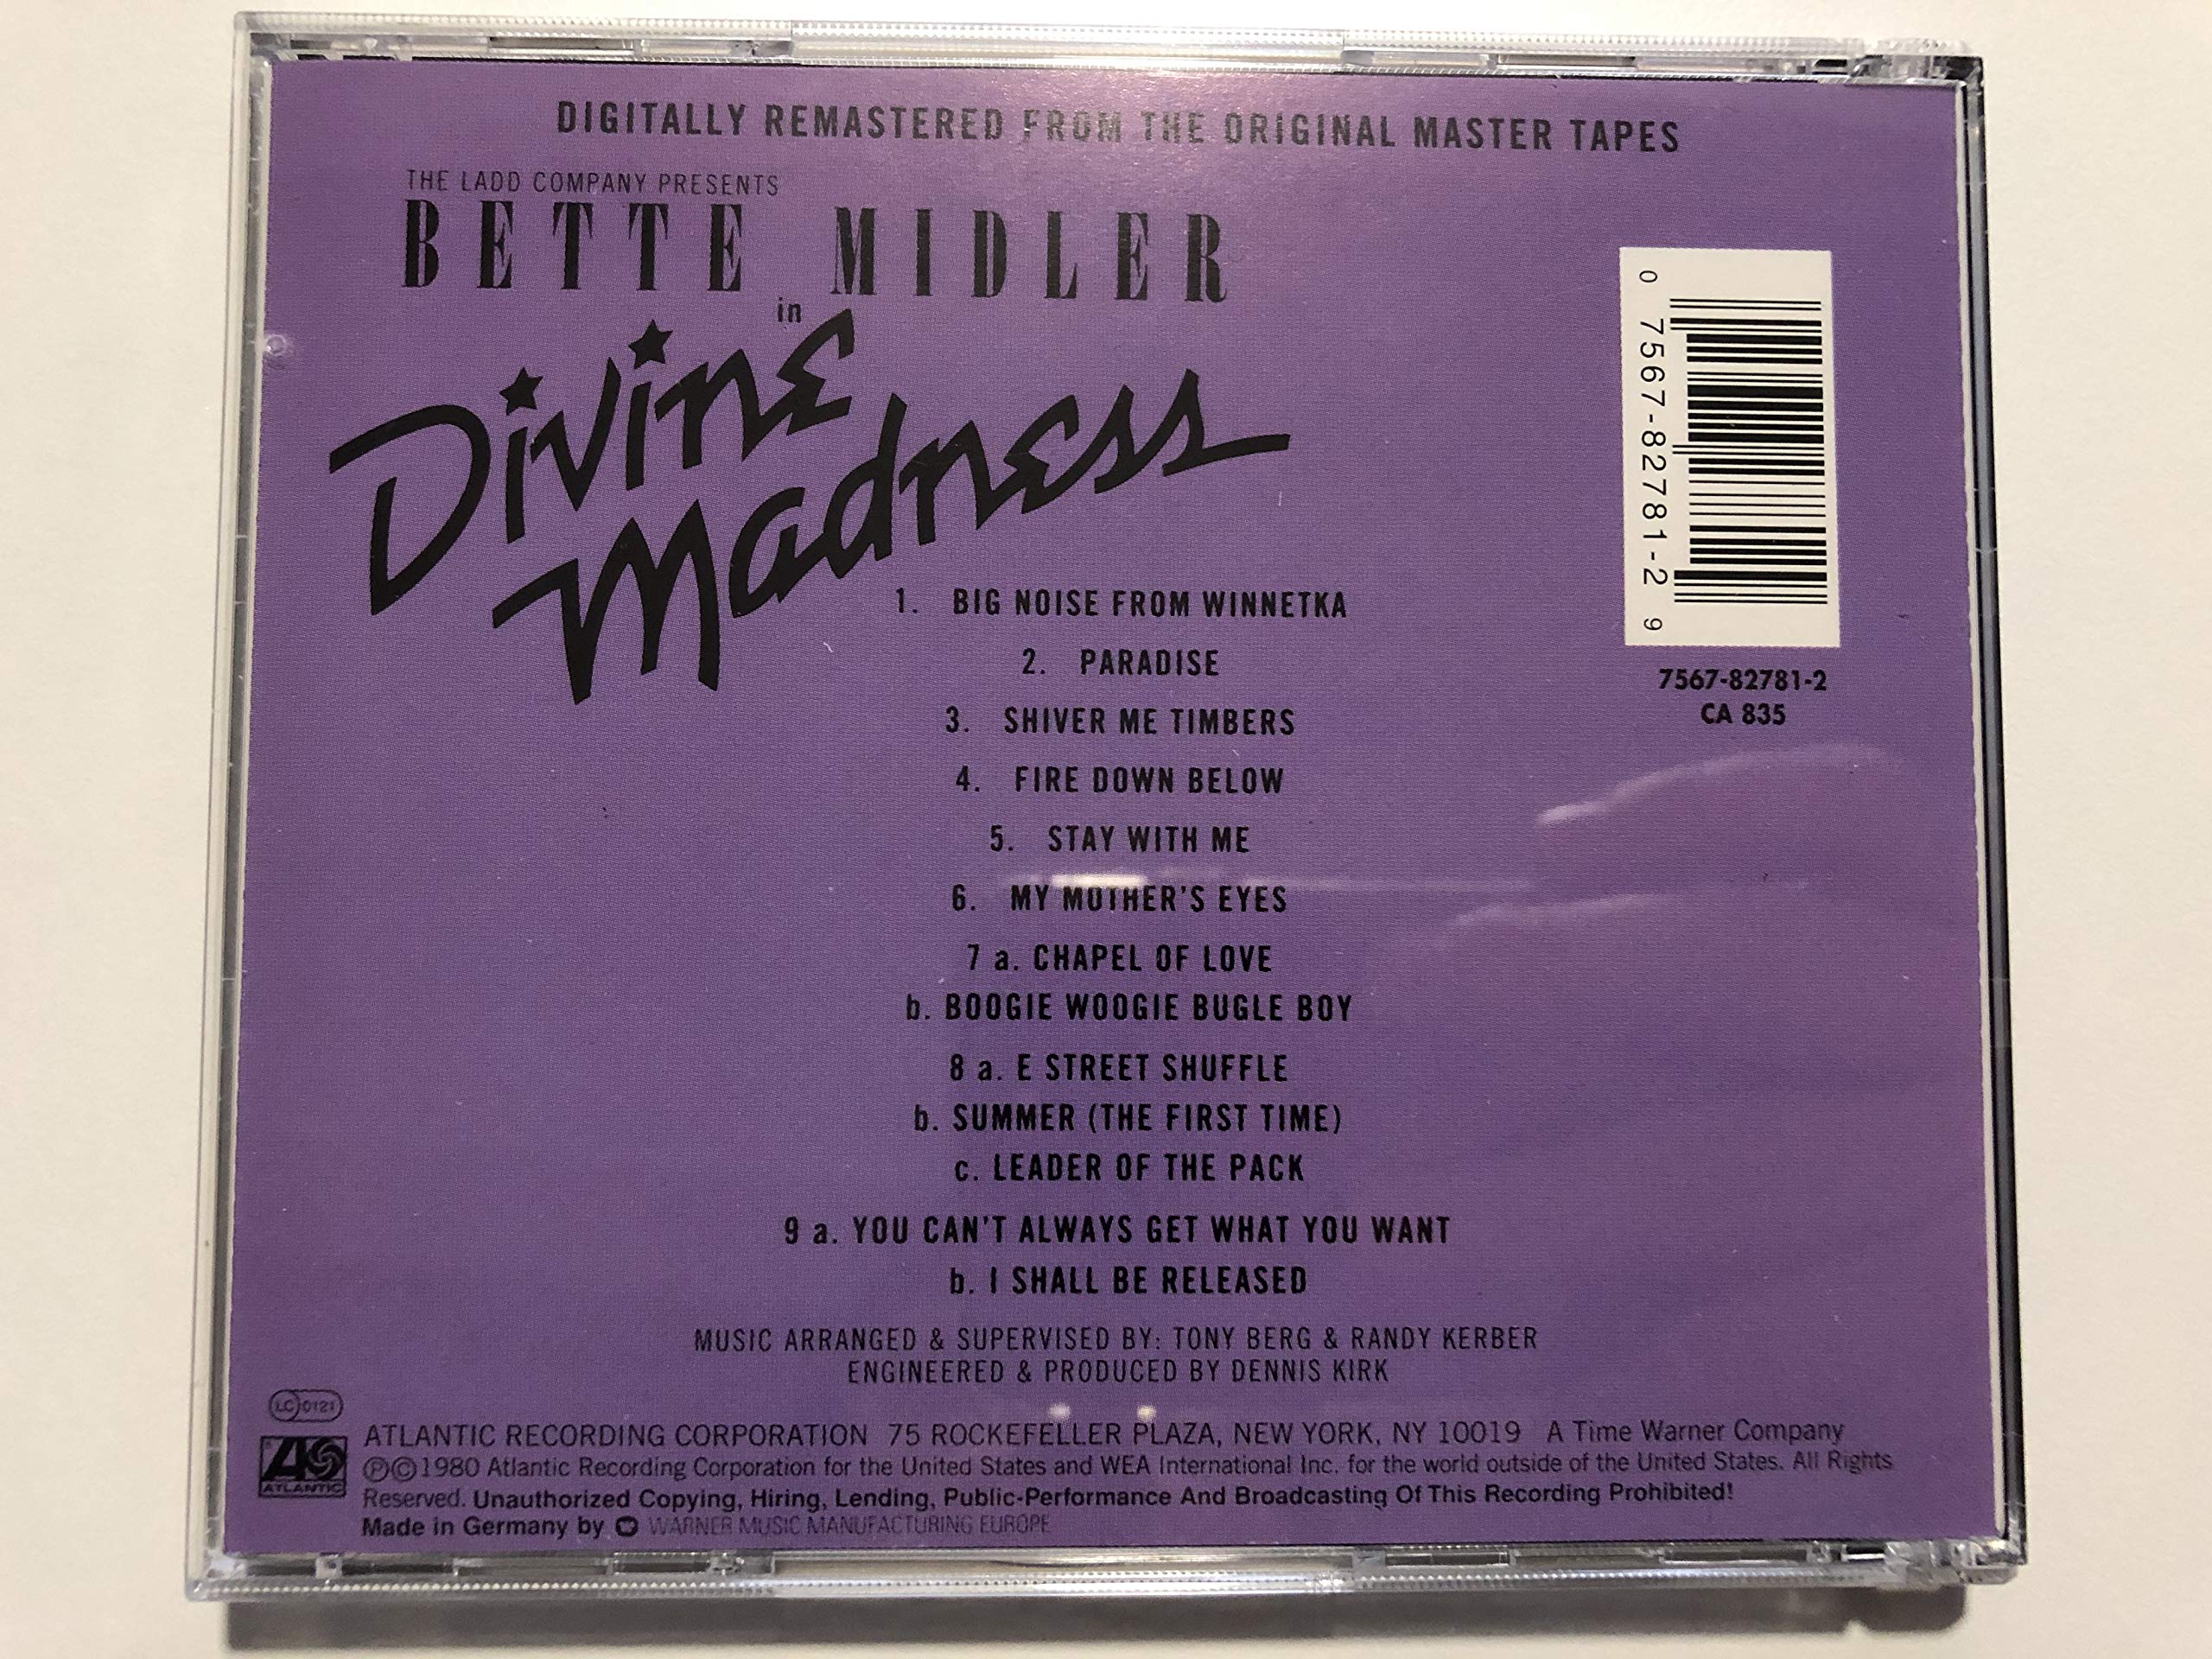 DIGITALLY REMASTERED FROM THE ORIGINAL MASTER TAPES
THE LADD COMPANY PRESENTS
BETTE MIDLER
in
Divine
Madness
0 7567-82781-2 9
7567-82781-2
CA 835
1. BIG NOISE FROM WINNETKA
2. PARADISE
3. SHIVER ME TIMBERS
4. FIRE DOWN BELOW
5. STAY WITH ME
6. MY MOTHER'S EYES
7 a. CHAPEL OF LOVE
b. BOOGIE WOOGIE BUGLE BOY
8 a. E STREET SHUFFLE
b. SUMMER (THE FIRST TIME)
c. LEADER OF THE PACK
9 a. YOU CAN'T ALWAYS GET WHAT YOU WANT
b. I SHALL BE RELEASED
MUSIC ARRANGED & SUPERVISED BY: TONY BERG & RANDY KERBER
ENGINEERED & PRODUCED BY DENNIS KIRK
LC 0121
ATLANTIC
ATLANTIC RECORDING CORPORATION 75 ROCKEFELLER PLAZA, NEW YORK, NY 10019 A Time Warner Company
℗©1980 Atlantic Recording Corporation for the United States and WEA International Inc. for the world outside of the United States. All Rights
Reserved. Unauthorized Copying, Hiring, Lending, Public-Performance And Broadcasting Of This Recording Prohibited!
Made in Germany by WARNER MUSIC MANUFACTURING EUROPE